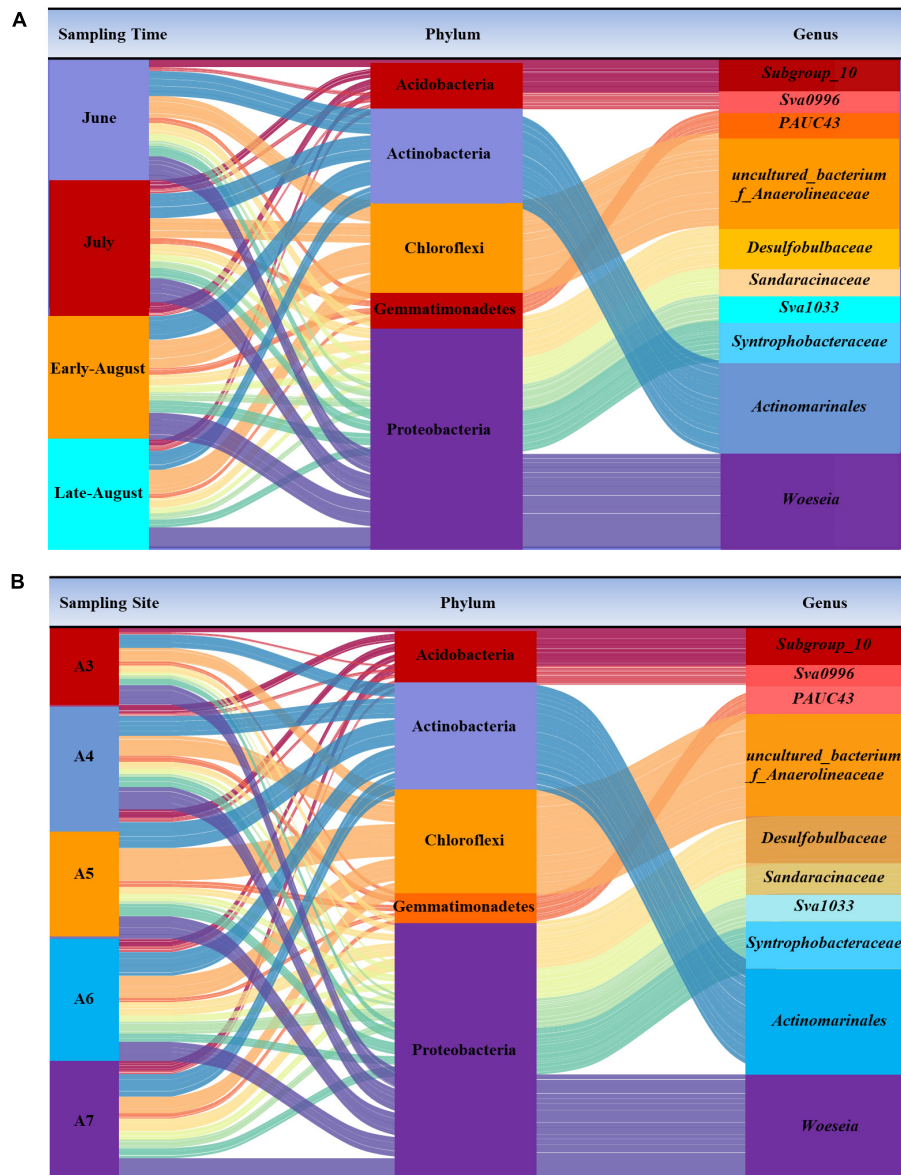 A
Sampling Time Phylum Genus
June
July
Early-August
Late-August
Acidobacteria
Actinobacteria
Chloroflexi
Gemmatimonadetes
Proteobacteria
Subgroup_10
Sva0996
PAUC43
uncultured_bacterium
_f_Anaerolineaceae
Desulfobulbaceae
Sandaracinaceae
Sva1033
Syntrophobacteraceae
Actinomarinales
Woeseia
B
Sampling Site Phylum Genus
A3
A4
A5
A6
A7
Acidobacteria
Actinobacteria
Chloroflexi
Gemmatimonadetes
Proteobacteria
Subgroup_10
Sva0996
PAUC43
uncultured_bacterium
_f_Anaerolineaceae
Desulfobulbaceae
Sandaracinaceae
Sva1033
Syntrophobacteraceae
Actinomarinales
Woeseia